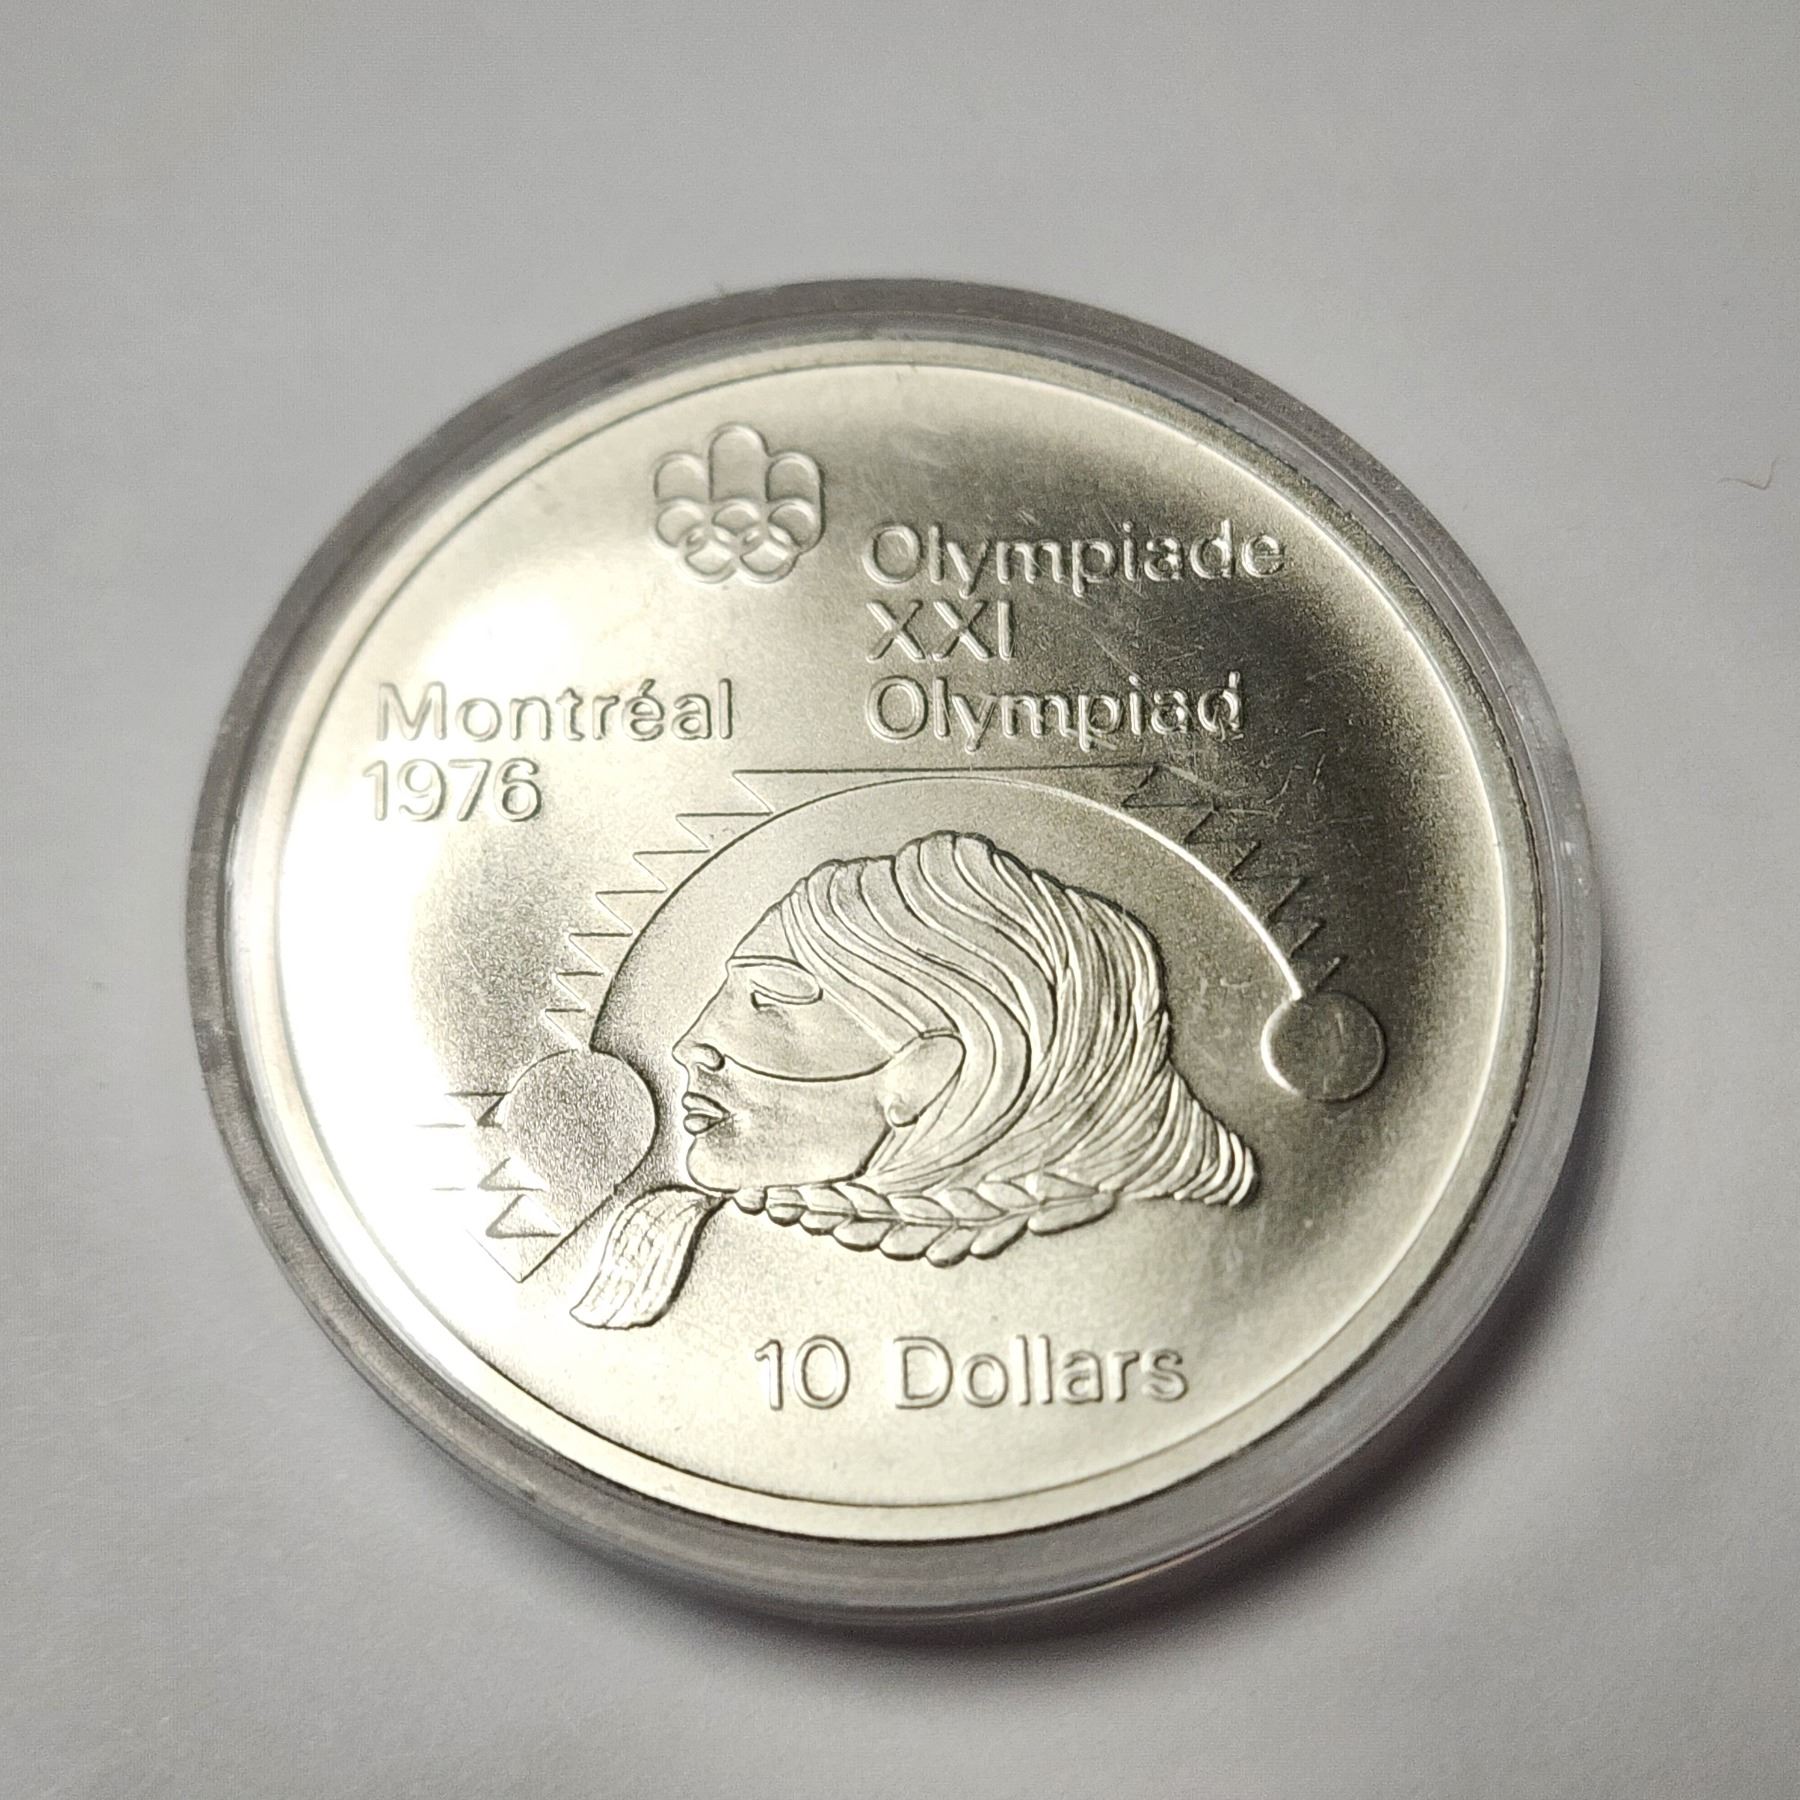 Olympiade
XXI
Olympiad
Montréal
1976
10 Dollars